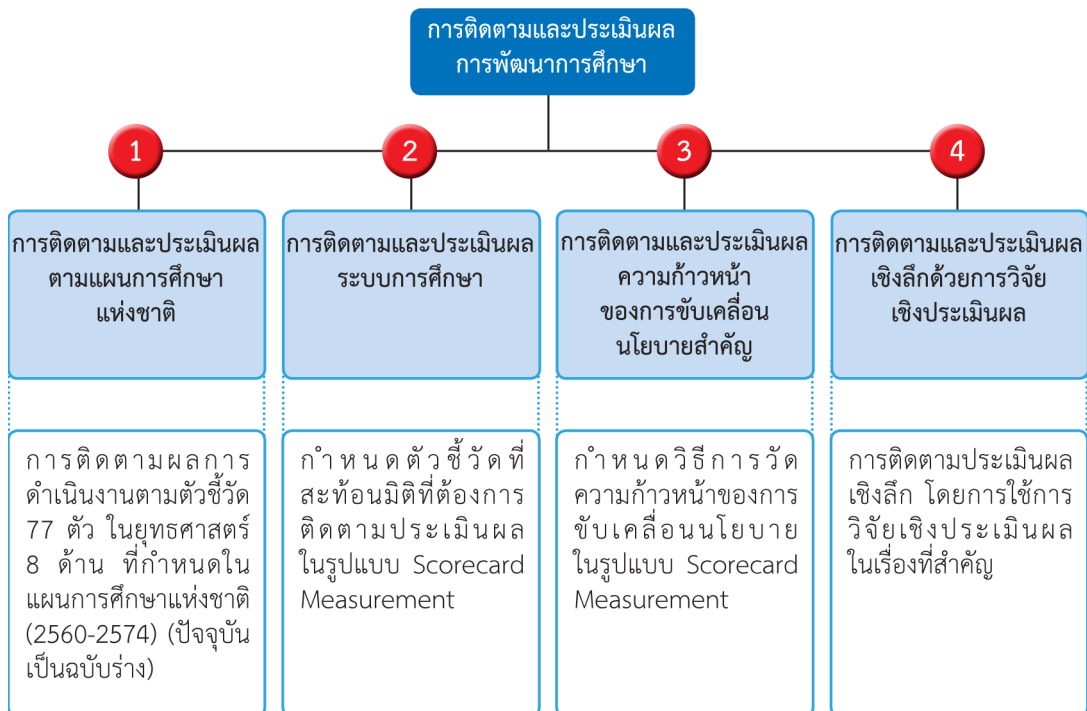 การติดตามและประเมินผล
การพัฒนาการศึกษา
1
2
3
4
การติดตามและประเมินผล
ตามแผนการศึกษา
แห่งชาติ
การติดตามและประเมินผล
ระบบการศึกษา
การติดตามและประเมินผล
ความก้าวหน้า
ของการขับเคลื่อน
นโยบายสำคัญ
การติดตามและประเมินผล
เชิงลึกด้วยการวิจัย
เชิงประเมินผล
การติดตามผลการ
ดำเนินงานตามตัวชี้วัด
77 ตัว ในยุทธศาสตร์
8 ด้าน ที่กำหนดใน
แผนการศึกษาแห่งชาติ
(2560-2574) (ปัจจุบัน
เป็นฉบับร่าง)
กำหนดตัวชี้วัดที่
สะท้อนมิติที่ต้องการ
ติดตามประเมินผล
ในรูปแบบ Scorecard
Measurement
กำหนดวิธีการวัด
ความก้าวหน้าของการ
ขับเคลื่อนนโยบาย
ในรูปแบบ Scorecard
Measurement
การติดตามประเมินผล
เชิงลึก โดยการใช้การ
วิจัยเชิงประเมินผล
ในเรื่องที่สำคัญ